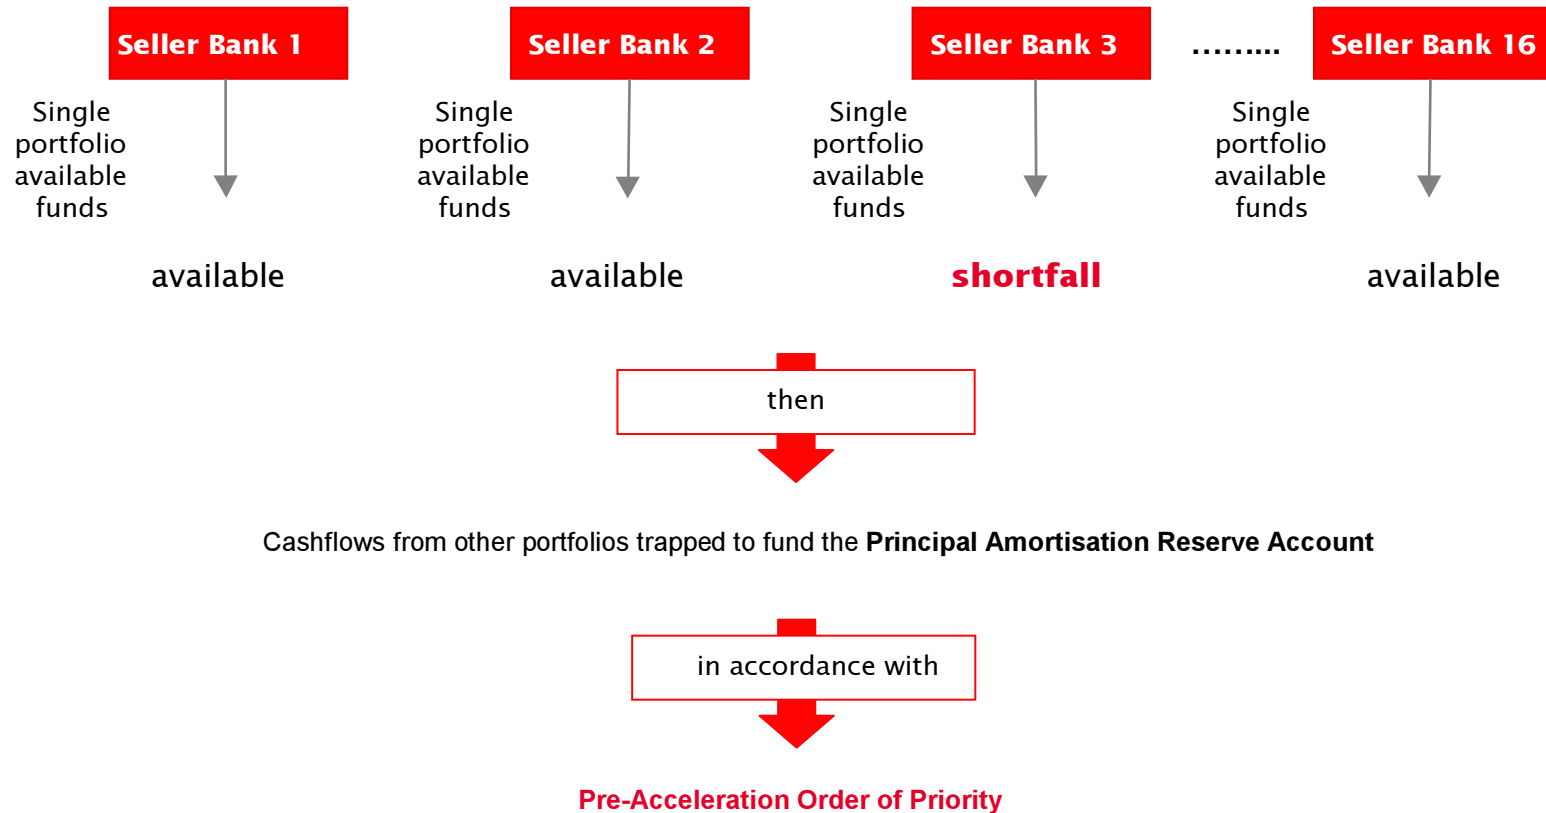 Seller Bank 1
Seller Bank 2
Seller Bank 3
……....
Seller Bank 16
Single
portfolio
available
funds
Single
portfolio
available
funds
Single
portfolio
available
funds
Single
portfolio
available
funds
available
available
shortfall
available
then
Cashflows from other portfolios trapped to fund the Principal Amortisation Reserve Account
in accordance with
Pre-Acceleration Order of Priority